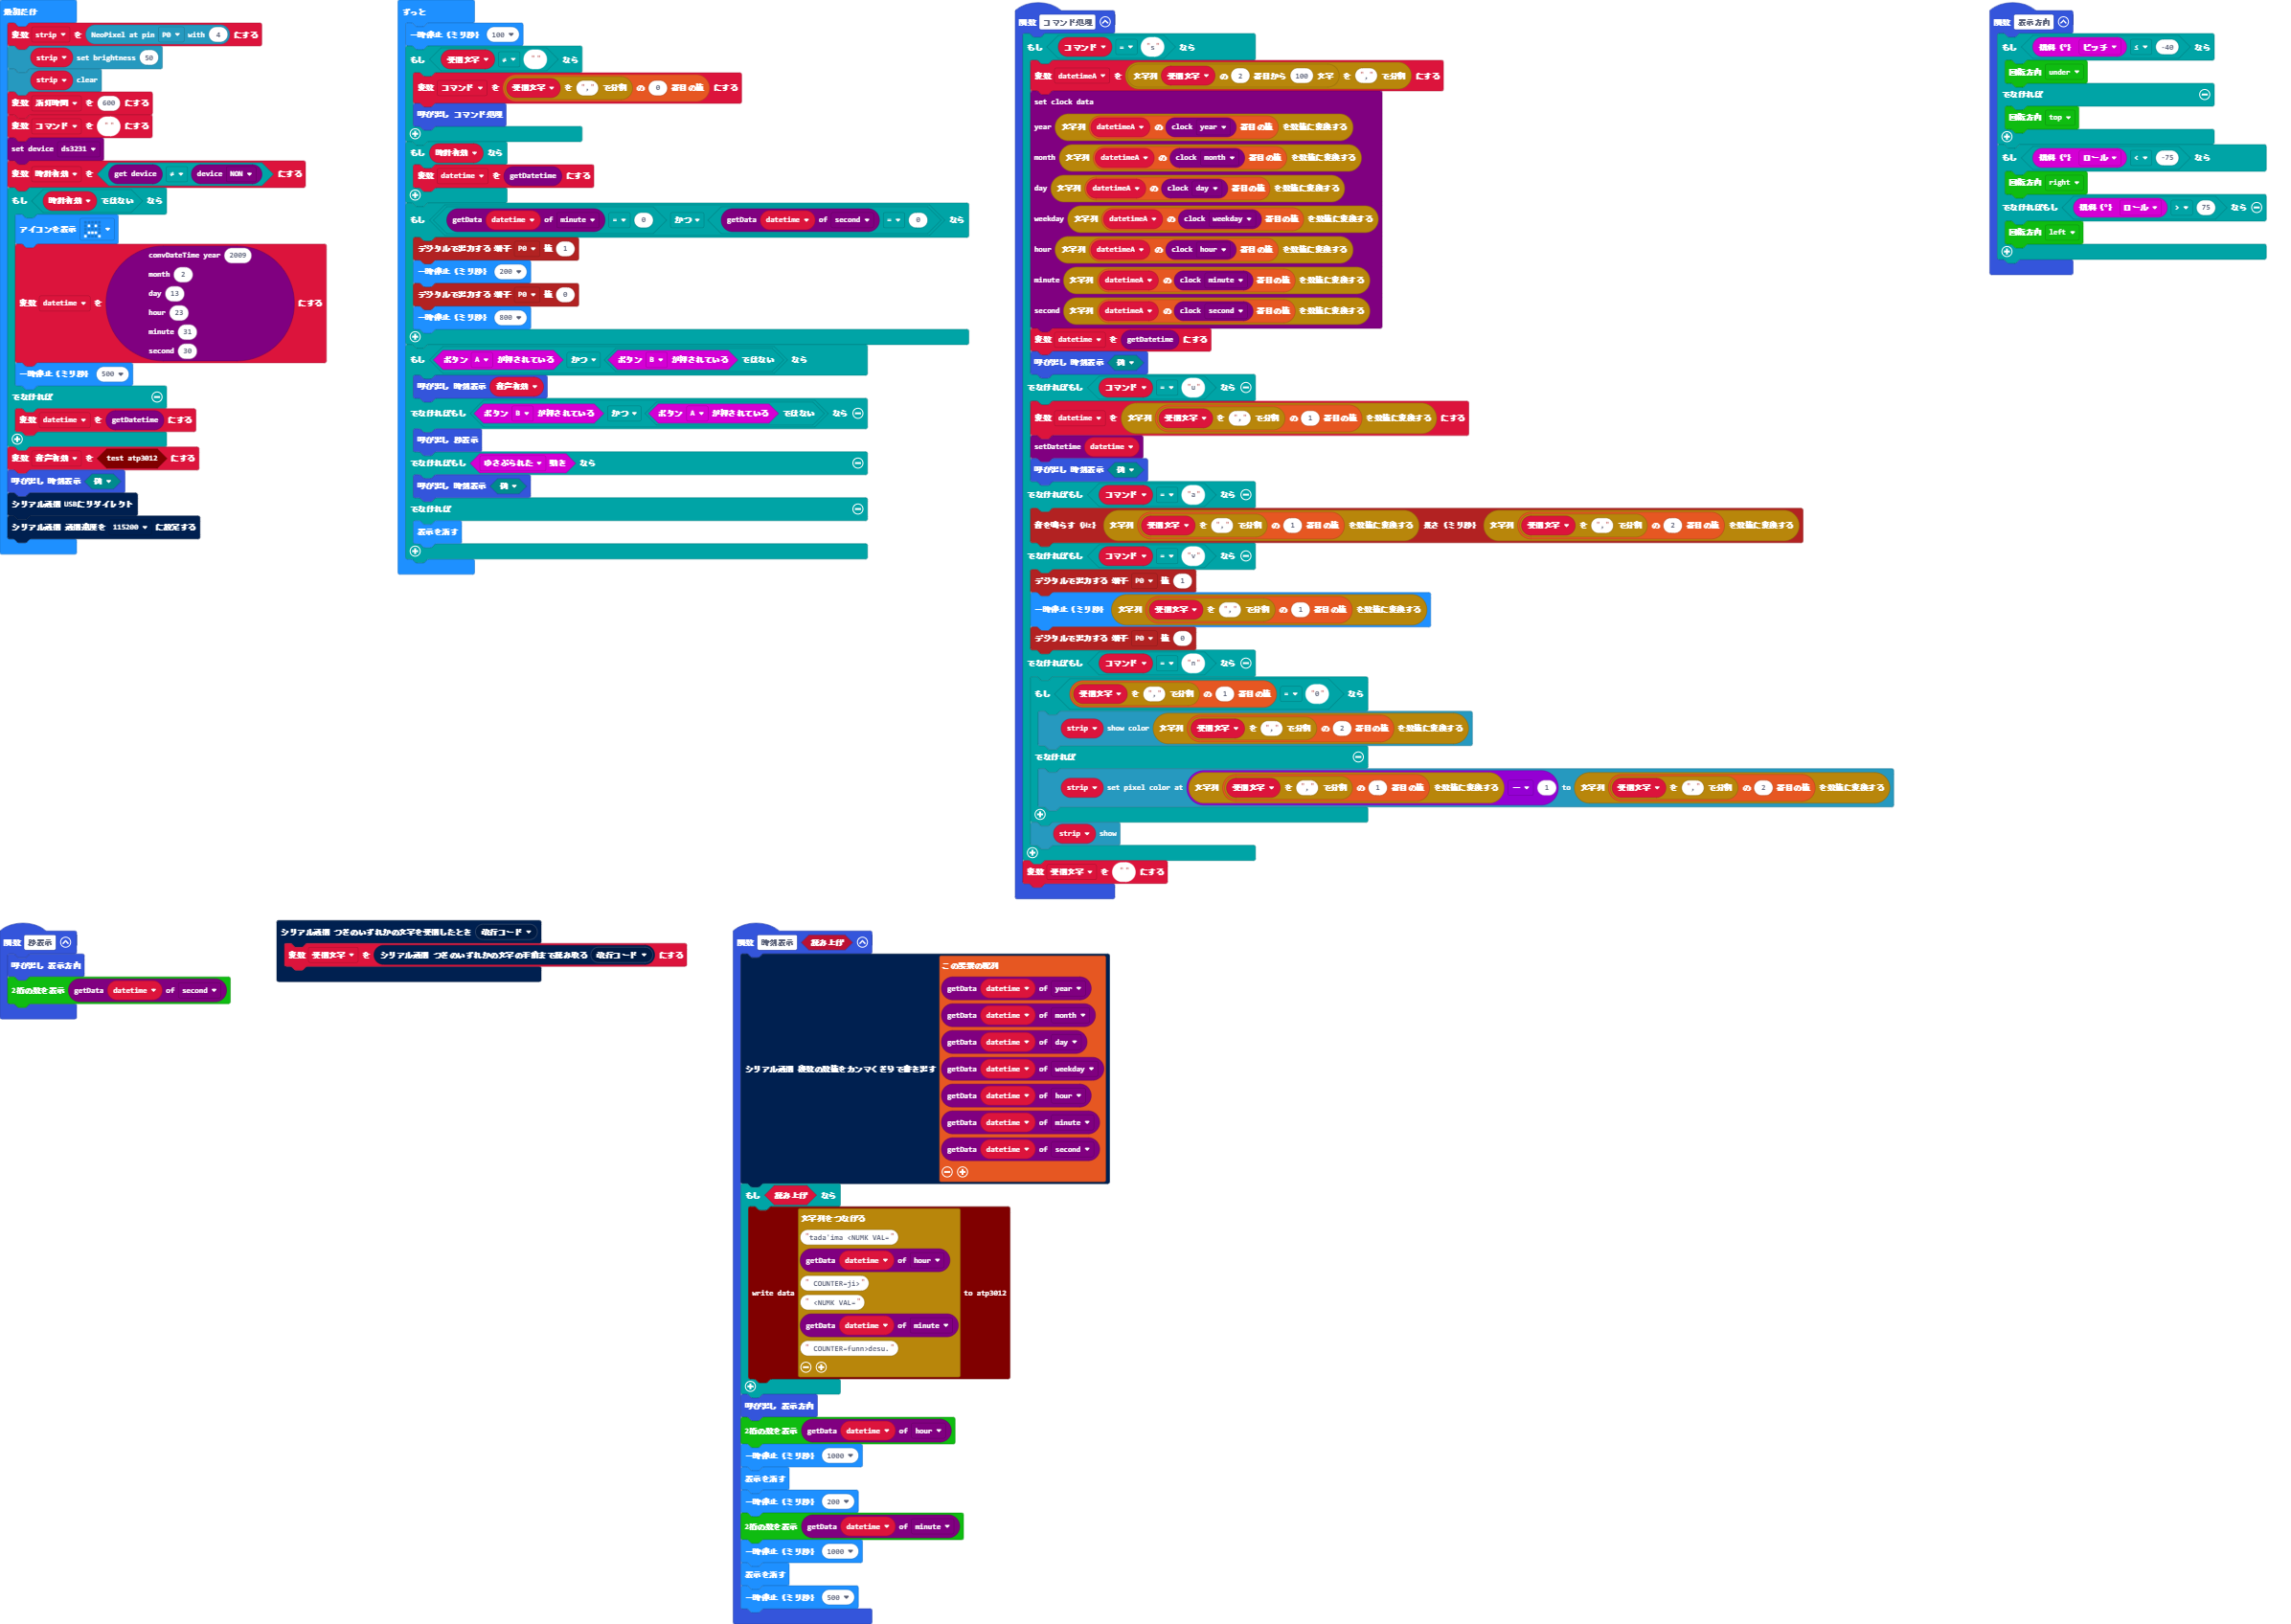 最初だけ
変数 strip を NeoPixel at pin P0 with 4 にする
strip set brightness 50
strip clear
変数 消灯時間 を 600 にする
変数 コマンド を "" にする
set device ds3231
変数 時計有効 を get device ≠ device NON にする
もし 時計有効 ではない なら
アイコンを表示
変数 datetime を convDateTime year 2009 にする
month 2
day 13
hour 23
minute 31
second 30
一時停止（ミリ秒） 500
でなければ
変数 datetime を getDatetime にする
変数 音声有効 を test atp3012 にする
呼び出し 時刻表示 偽
シリアル通信 USBにリダイレクト
シリアル通信 通信速度を 115200 に設定する
ずっと
一時停止（ミリ秒） 100
もし 受信文字 ≠ "" なら
変数 コマンド を 受信文字 を "," で分割 の 0 番目の値 にする
呼び出し コマンド処理
もし 時計有効 なら
変数 datetime を getDatetime にする
もし getData datetime of minute = 0 かつ getData datetime of second = 0 なら
デジタルで出力する 端子 P0 値 1
一時停止（ミリ秒） 200
デジタルで出力する 端子 P0 値 0
一時停止（ミリ秒） 800
もし ボタン A が押されている かつ ボタン B が押されている ではない なら
呼び出し 時刻表示 音声有効
でなければもし ボタン B が押されている かつ ボタン A が押されている ではない なら
呼び出し 秒表示
でなければもし ゆさぶられた 動き なら
呼び出し 時刻表示 偽
でなければ
表示を消す
関数 コマンド処理
もし コマンド = "s" なら
変数 datetimeA を 文字列 受信文字 の 2 番目から 100 文字 を "," で分割 にする
set clock data
year 文字列 datetimeA の clock year 番目の値 を数値に変換する
month 文字列 datetimeA の clock month 番目の値 を数値に変換する
day 文字列 datetimeA の clock day 番目の値 を数値に変換する
weekday 文字列 datetimeA の clock weekday 番目の値 を数値に変換する
hour 文字列 datetimeA の clock hour 番目の値 を数値に変換する
minute 文字列 datetimeA の clock minute 番目の値 を数値に変換する
second 文字列 datetimeA の clock second 番目の値 を数値に変換する
変数 datetime を getDatetime にする
呼び出し 時刻表示 偽
でなければもし コマンド = "u" なら
変数 datetime を 文字列 受信文字 を "," で分割 の 1 番目の値 を数値に変換する にする
setDatetime datetime
呼び出し 時刻表示 偽
でなければもし コマンド = "a" なら
音を鳴らす (Hz) 文字列 受信文字 を "," で分割 の 1 番目の値 を数値に変換する 長さ（ミリ秒） 文字列 受信文字 を "," で分割 の 2 番目の値 を数値に変換する
でなければもし コマンド = "v" なら
デジタルで出力する 端子 P0 値 1
一時停止（ミリ秒） 文字列 受信文字 を "," で分割 の 1 番目の値 を数値に変換する
デジタルで出力する 端子 P0 値 0
でなければもし コマンド = "n" なら
もし 受信文字 を "," で分割 の 1 番目の値 = "0" なら
strip show color 文字列 受信文字 を "," で分割 の 2 番目の値 を数値に変換する
でなければ
strip set pixel color at 文字列 受信文字 を "," で分割 の 1 番目の値 を数値に変換する - 1 to 文字列 受信文字 を "," で分割 の 2 番目の値 を数値に変換する
strip show
変数 受信文字 を "" にする
関数 表示方向
もし 傾斜 (°) ピッチ ≤ -40 なら
回転方向 under
でなければ
回転方向 top
もし 傾斜 (°) ロール < -75 なら
回転方向 right
でなければもし 傾斜 (°) ロール > 75 なら
回転方向 left
関数 秒表示
呼び出し 表示方向
2桁の数を表示 getData datetime of second
シリアル通信 つぎのいずれかの文字を受信したとき 改行コード
変数 受信文字 を シリアル通信 つぎのいずれかの文字の手前まで読み取る 改行コード にする
関数 時刻表示 読み上げ
シリアル通信 複数の数値をカンマくぎりで書き出す この要素の配列
getData datetime of year
getData datetime of month
getData datetime of day
getData datetime of weekday
getData datetime of hour
getData datetime of minute
getData datetime of second
もし 読み上げ なら
write data 文字列をつなげる to atp3012
"tada'ima <NUMK VAL="
getData datetime of hour
" COUNTER=ji>"
" <NUMK VAL="
getData datetime of minute
" COUNTER=funn>desu."
呼び出し 表示方向
2桁の数を表示 getData datetime of hour
一時停止（ミリ秒） 1000
表示を消す
一時停止（ミリ秒） 200
2桁の数を表示 getData datetime of minute
一時停止（ミリ秒） 1000
表示を消す
一時停止（ミリ秒） 500